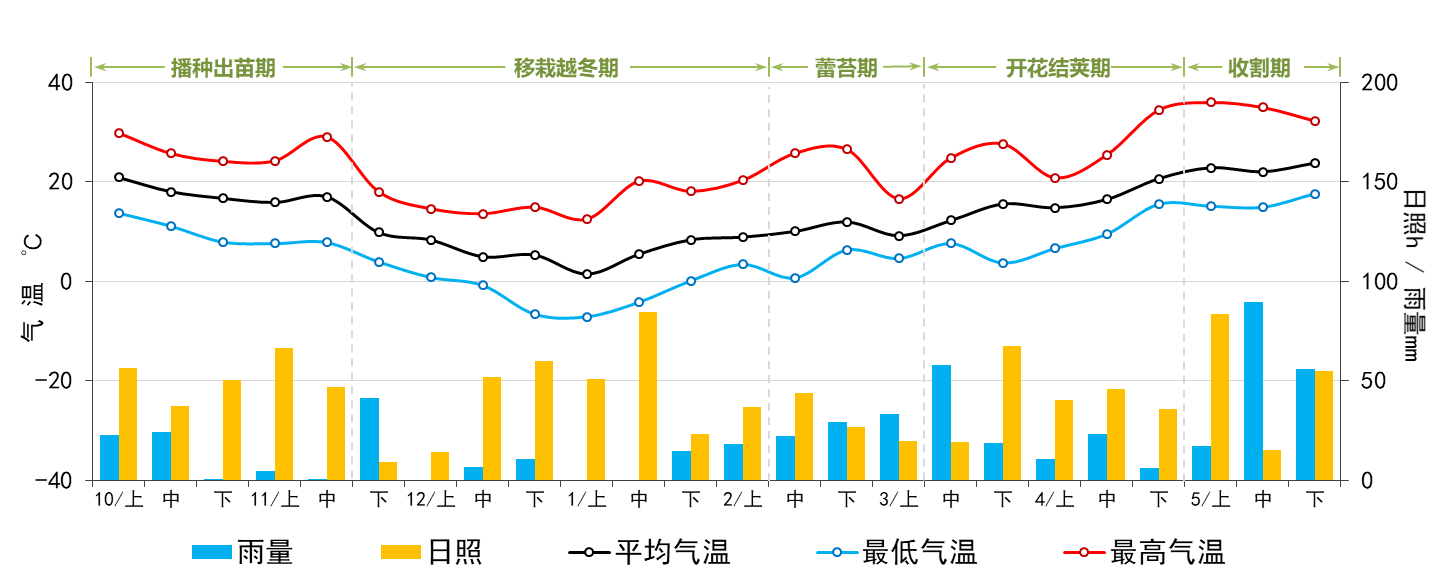 播种出苗期 移栽越冬期 蕾苔期 开花结荚期 收割期
40 200
20 150
0 100
−20 50
−40 0
气 温 ℃
日照h / 雨量mm
10/上 中 下 11/上 中 下 12/上 中 下 1/上 中 下 2/上 中 下 3/上 中 下 4/上 中 下 5/上 中 下
雨量 日照 平均气温 最低气温 最高气温